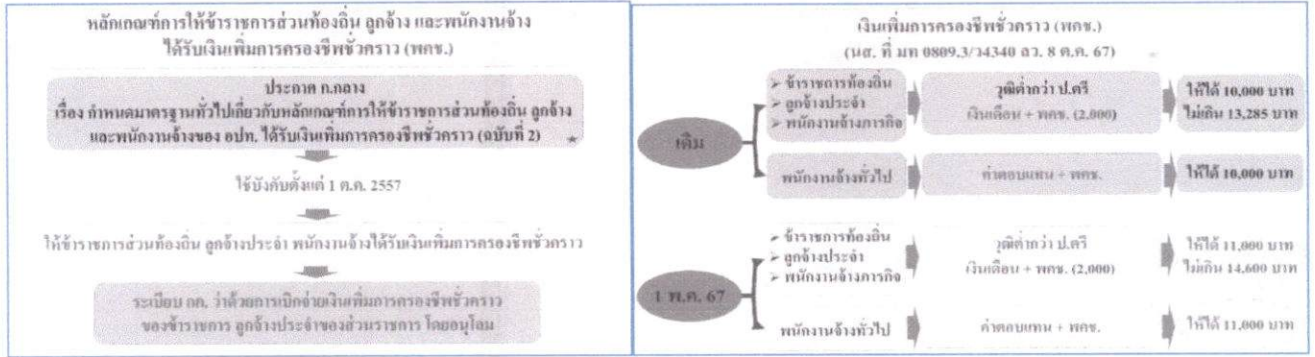 หลักเกณฑ์การให้ข้าราชการส่วนท้องถิ่น ลูกจ้าง และพนักงานจ้าง
ได้รับเงินเพิ่มการครองชีพชั่วคราว (พคช.)
ประกาศ ก.กลาง
เรื่อง กำหนดมาตรฐานทั่วไปเกี่ยวกับหลักเกณฑ์การให้ข้าราชการส่วนท้องถิ่น ลูกจ้าง
และพนักงานจ้างของ อปท. ได้รับเงินเพิ่มการครองชีพชั่วคราว (ฉบับที่ 2)
ใช้บังคับตั้งแต่ 1 ต.ค. 2557
ให้ข้าราชการส่วนท้องถิ่น ลูกจ้างประจำ พนักงานจ้างได้รับเงินเพิ่มการครองชีพชั่วคราว
ระเบียบ กค. ว่าด้วยการเบิกจ่ายเงินเพิ่มการครองชีพชั่วคราว
ของข้าราชการ ลูกจ้างประจำของส่วนราชการ โดยอนุโลม
เงินเพิ่มการครองชีพชั่วคราว (พคช.)
(นส. ที่ มท 0809.3/ว4340 ลว. 8 ต.ค. 67)
เดิม
➢ ข้าราชการท้องถิ่น
➢ ลูกจ้างประจำ
➢ พนักงานจ้างภารกิจ
วุฒิต่ำกว่า ป.ตรี
เงินเดือน + พคช. (2,000)
ให้ได้ 10,000 บาท
ไม่เกิน 13,285 บาท
พนักงานจ้างทั่วไป
ค่าตอบแทน + พคช.
ให้ได้ 10,000 บาท
1 พ.ค. 67
➢ ข้าราชการท้องถิ่น
➢ ลูกจ้างประจำ
➢ พนักงานจ้างภารกิจ
วุฒิต่ำกว่า ป.ตรี
เงินเดือน + พคช. (2,000)
ให้ได้ 11,000 บาท
ไม่เกิน 14,600 บาท
พนักงานจ้างทั่วไป
ค่าตอบแทน + พคช.
ให้ได้ 11,000 บาท